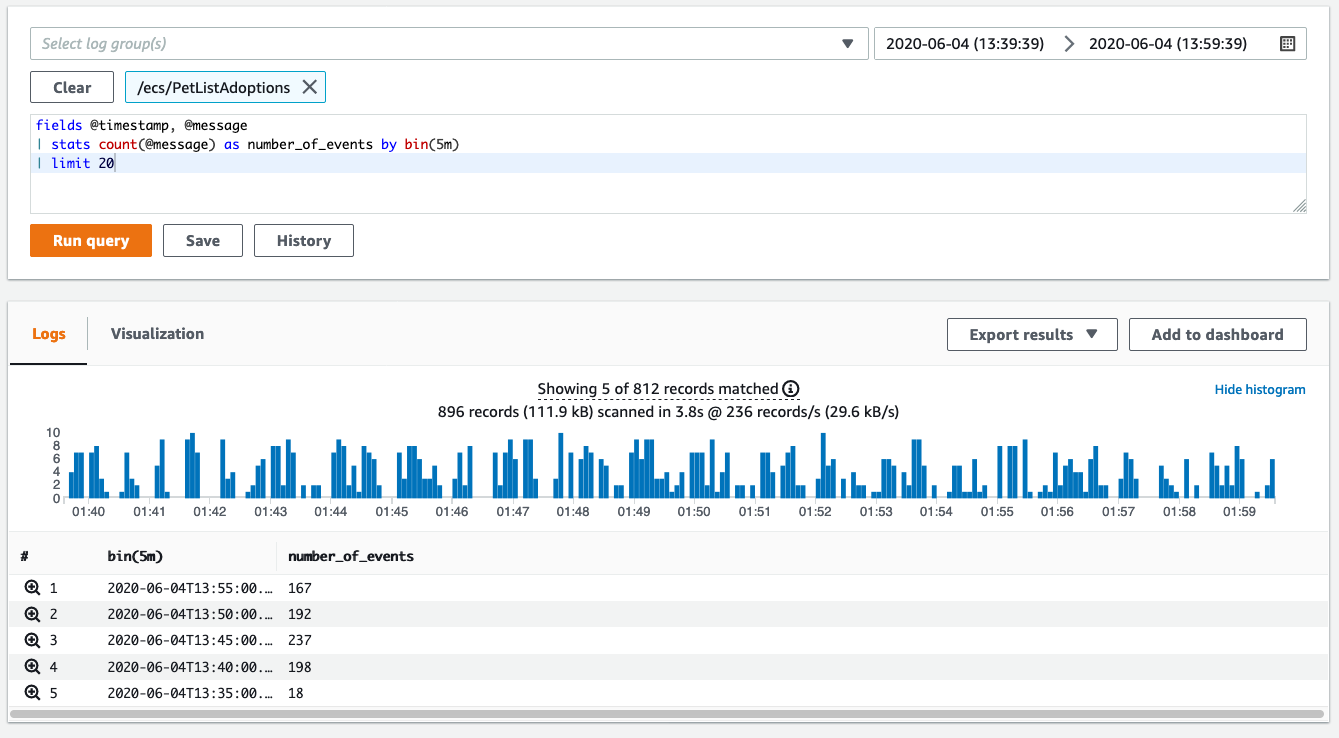 Select log group(s)
2020-06-04 (13:39:39) > 2020-06-04 (13:59:39)
Clear /ecs/PetListAdoptions
fields @timestamp, @message
| stats count(@message) as number_of_events by bin(5m)
| limit 20
Run query Save History
Logs Visualization Export results Add to dashboard
Showing 5 of 812 records matched
Hide histogram
896 records (111.9 kB) scanned in 3.8s @ 236 records/s (29.6 kB/s)
10
8
6
4
2
0
01:40 01:41 01:42 01:43 01:44 01:45 01:46 01:47 01:48 01:49 01:50 01:51 01:52 01:53 01:54 01:55 01:56 01:57 01:58 01:59
# bin(5m) number_of_events
1 2020-06-04T13:55:00.… 167
2 2020-06-04T13:50:00.… 192
3 2020-06-04T13:45:00.… 237
4 2020-06-04T13:40:00.… 198
5 2020-06-04T13:35:00.… 18